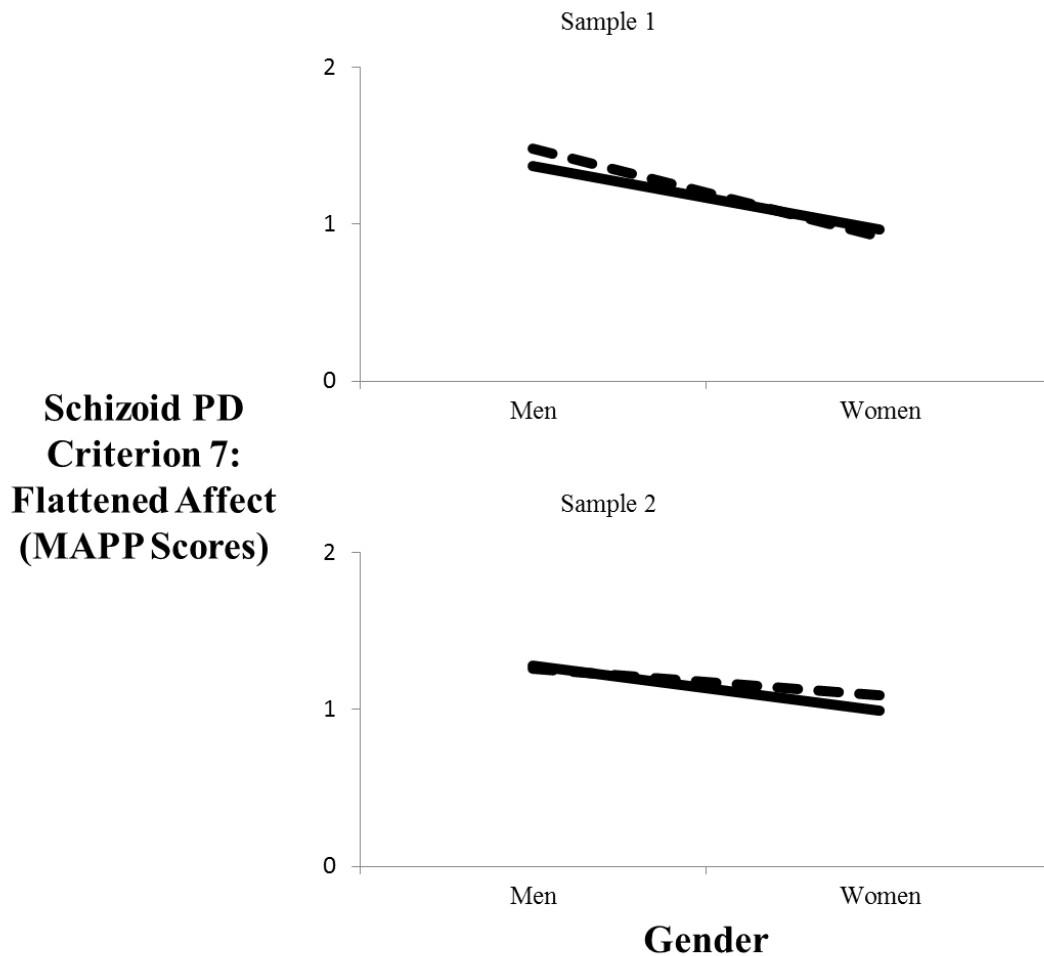 Sample 1
2
1
0
Men Women
Schizoid PD
Criterion 7:
Flattened Affect
(MAPP Scores)
Sample 2
2
1
0
Men Women
Gender